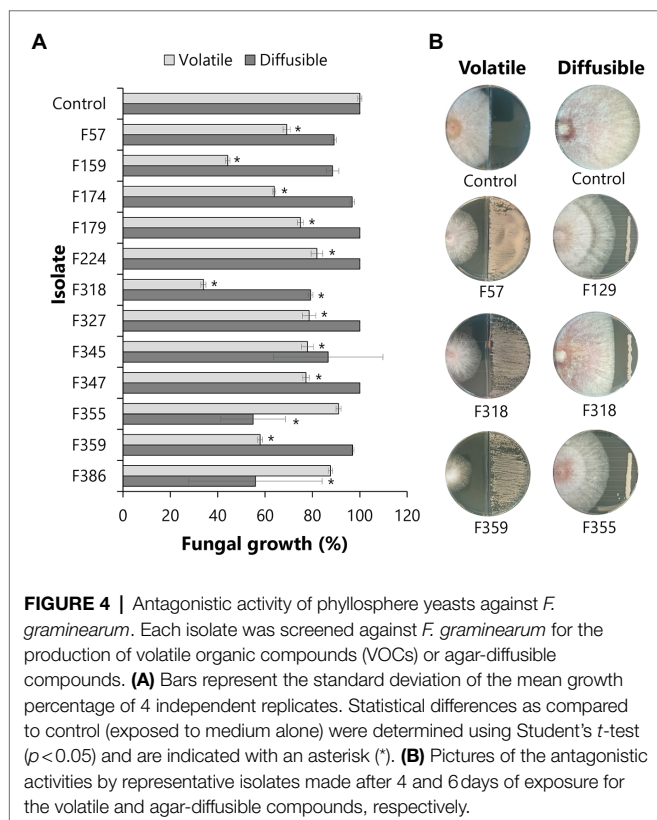 A
B
Volatile Diffusible
Volatile Diffusible
Control
F57 *
F159 *
F174 *
F179 *
F224 *
F318 *
*
F327 *
F345 *
F347 *
F355
*
F359 *
F386
*
Isolate
0 20 40 60 80 100 120
Fungal growth (%)
Control Control
F57 F129
F318 F318
F359 F355
FIGURE 4 | Antagonistic activity of phyllosphere yeasts against F.
graminearum. Each isolate was screened against F. graminearum for the
production of volatile organic compounds (VOCs) or agar-diffusible
compounds. (A) Bars represent the standard deviation of the mean growth
percentage of 4 independent replicates. Statistical differences as compared
to control (exposed to medium alone) were determined using Student’s t-test
(p < 0.05) and are indicated with an asterisk (*). (B) Pictures of the antagonistic
activities by representative isolates made after 4 and 6 days of exposure for
the volatile and agar-diffusible compounds, respectively.